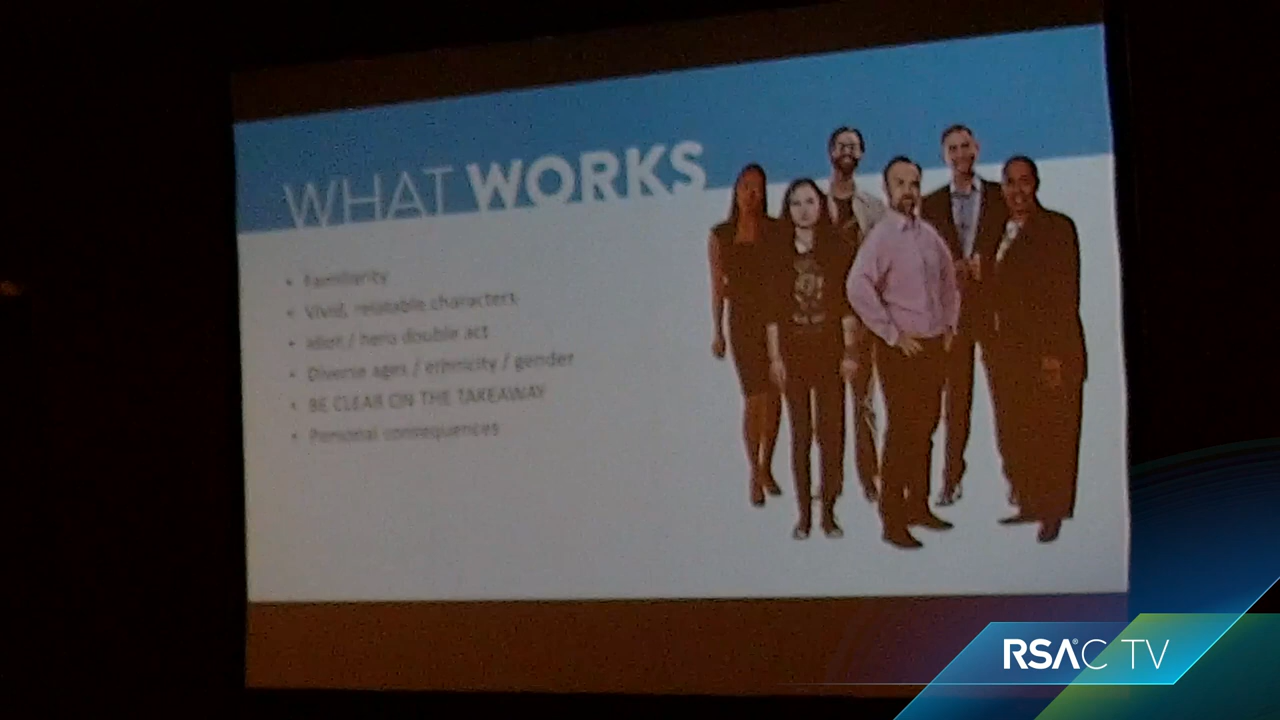 WHAT WORKS
• Familiarity
• Vivid, relatable characters
• Idiot / hero double act
• Diverse ages / ethnicity / gender
• BE CLEAR ON THE TAKEAWAY
• Personal consequences
RSAC TV